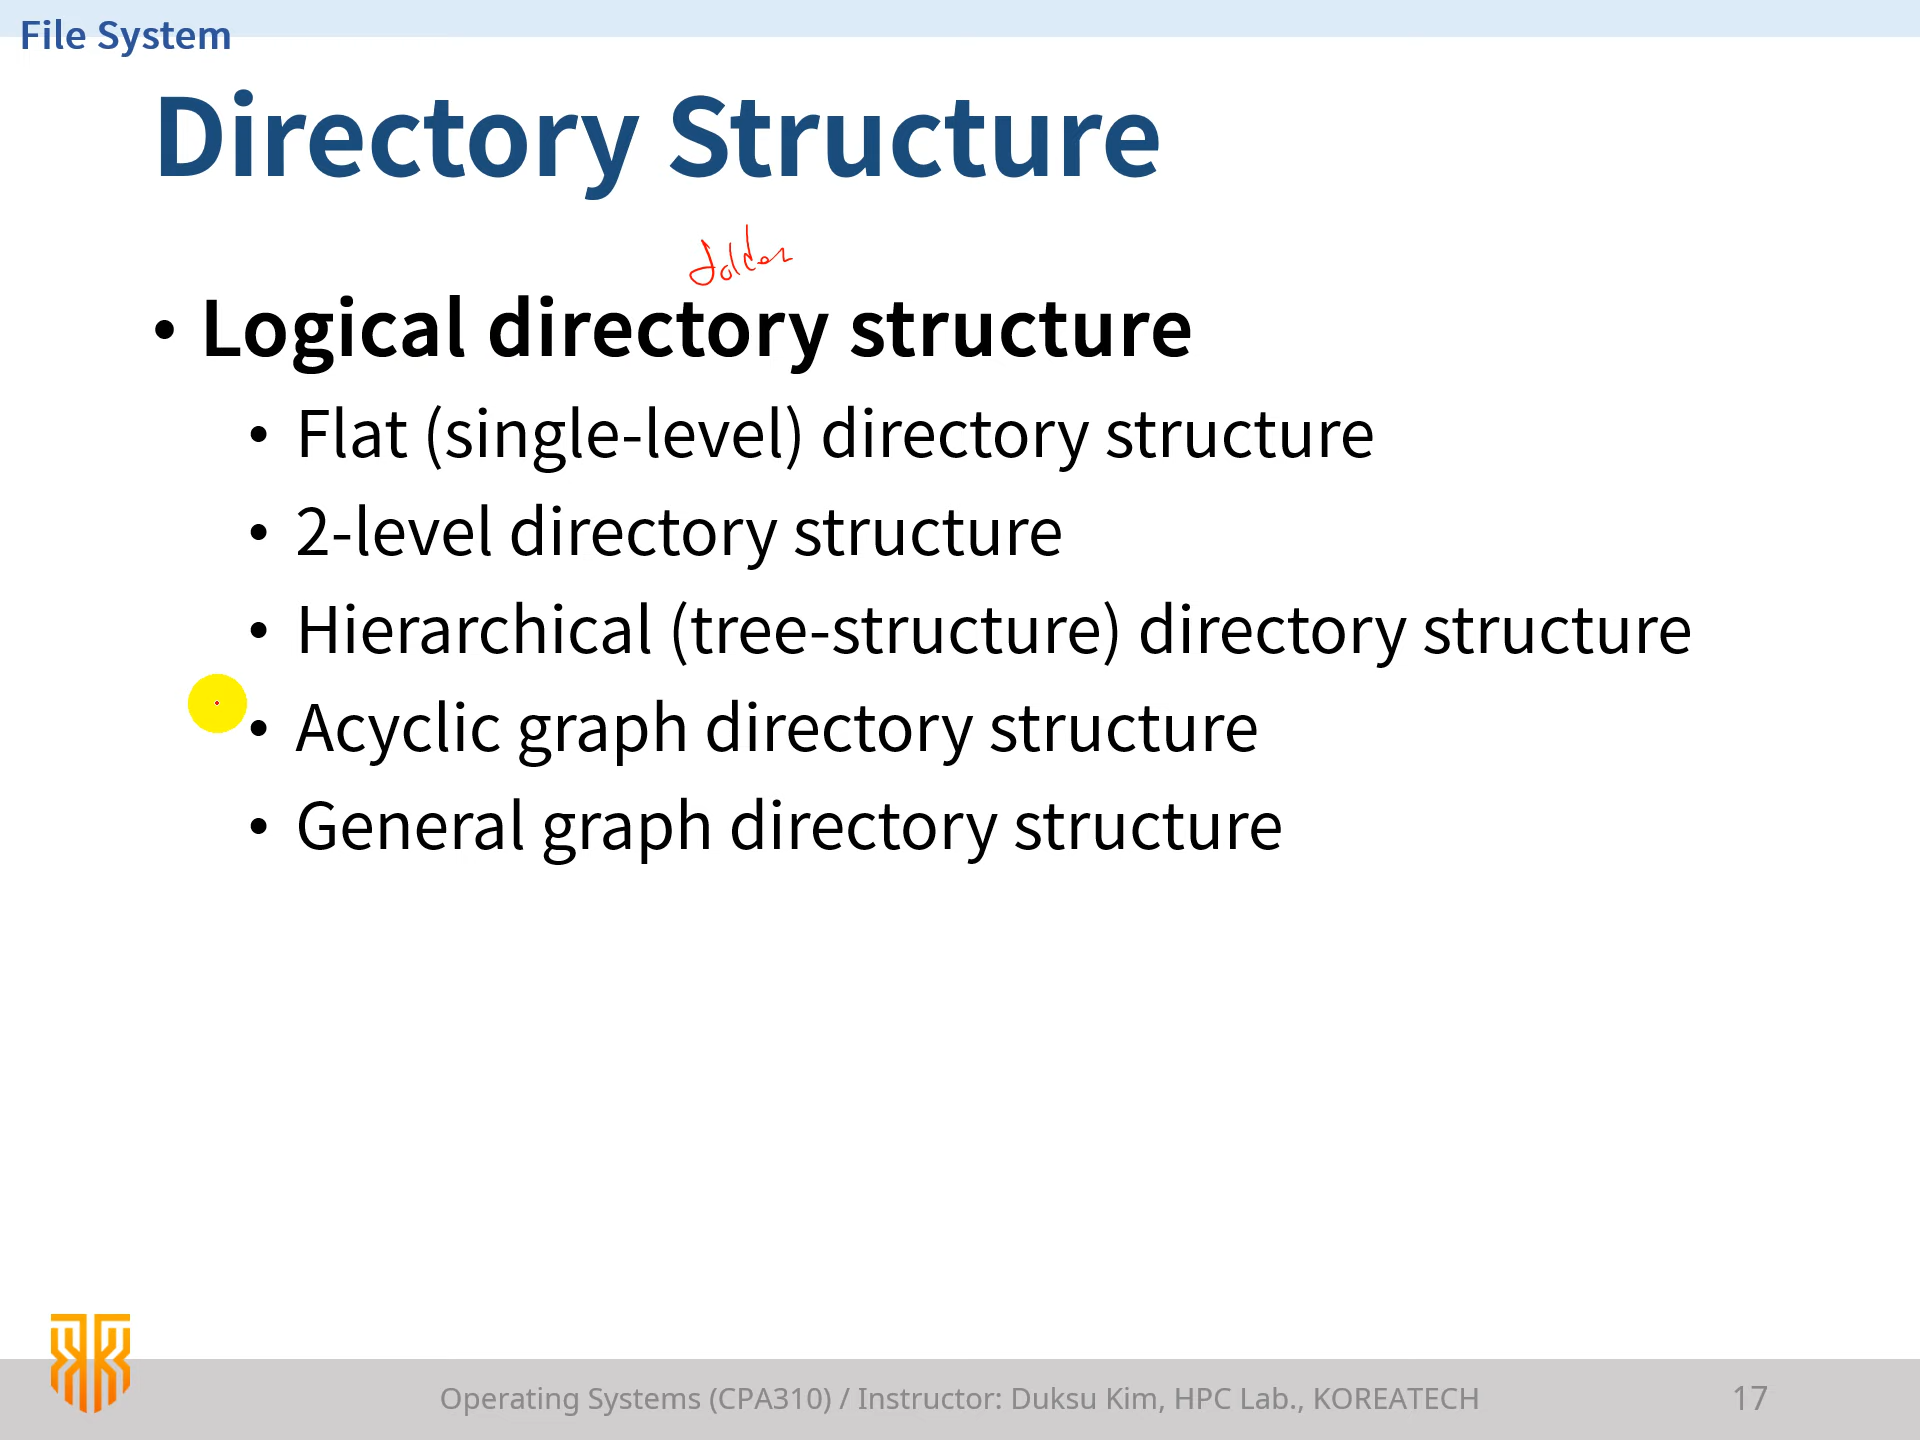 File System
Directory Structure
folder
• Logical directory structure
• Flat (single-level) directory structure
• 2-level directory structure
• Hierarchical (tree-structure) directory structure
• Acyclic graph directory structure
• General graph directory structure
Operating Systems (CPA310) / Instructor: Duksu Kim, HPC Lab., KOREATECH
17